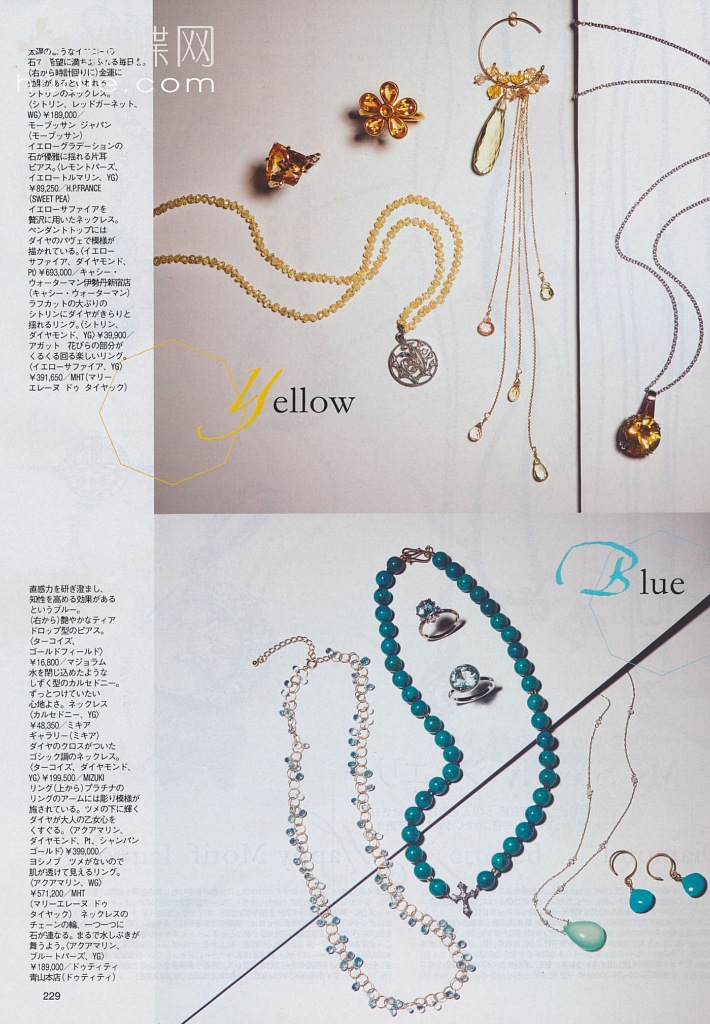 蝶网
石で希望に満ちあふれる毎日を。
(右から時計回りに)金運に
シトリンのネックレス。
(シトリン、レッドガーネット、
WG)￥189,000/
モーブッサン ジャパン
(モーブッサン)
イエローグラデーションの
石が優雅に揺れる片耳
ピアス。(レモントパーズ、
イエロートルマリン、YG)
￥89,250/H.P.FRANCE
(SWEET PEA)
イエローサファイアを
贅沢に用いたネックレス。
ペンダントトップには
ダイヤのパヴェで模様が
描かれている。(イエロー
サファイア、ダイヤモンド、
Pt)￥693,000/キャシー・
ウォーターマン伊勢丹新宿店
(キャシー・ウォーターマン)
ラフカットの大ぶりの
シトリンにダイヤがきらりと
揺れるリング。(シトリン、
ダイヤモンド、YG)￥39,900/
アガット 花びらの部分が
くるくる回る楽しいリング。
(イエローサファイア、YG)
￥391,650/MHT(マリー
エレーヌ ドゥ タイヤック)
Yellow
Blue
直感力を研ぎ澄まし、
知性を高める効果がある
というブルー。
(右から)艶やかなティア
ドロップ型のピアス。
(ターコイズ、
ゴールドフィールド)
￥16,800/マジョラム
水を閉じ込めたような
しずく型のカルセドニー。
ずっとつけていたい
心地よさ。ネックレス
(カルセドニー、YG)
￥48,350/ミキア
ギャラリー(ミキア)
ダイヤのクロスがついた
ゴシック調のネックレス。
(ターコイズ、ダイヤモンド、
YG)￥199,500/MIZUKI
リング(上から)プラチナの
リングのアームには彫り模様が
施されている。ツメの下に輝く
ダイヤが大人の乙女心を
くすぐる。(アクアマリン、
ダイヤモンド、Pt、シャンパン
ゴールド)￥399,000/
ヨシノブ ツメがないので
肌が透けて見えるリング。
(アクアマリン、WG)
￥571,200/MHT
(マリーエレーヌ ドゥ
タイヤック) ネックレスの
チェーンの輪、一つ一つに
石が連なる。まるで水しぶきが
舞うよう。(アクアマリン、
ブルートパーズ、YG)
￥189,000/ドゥティティ
青山本店(ドゥティティ)
229